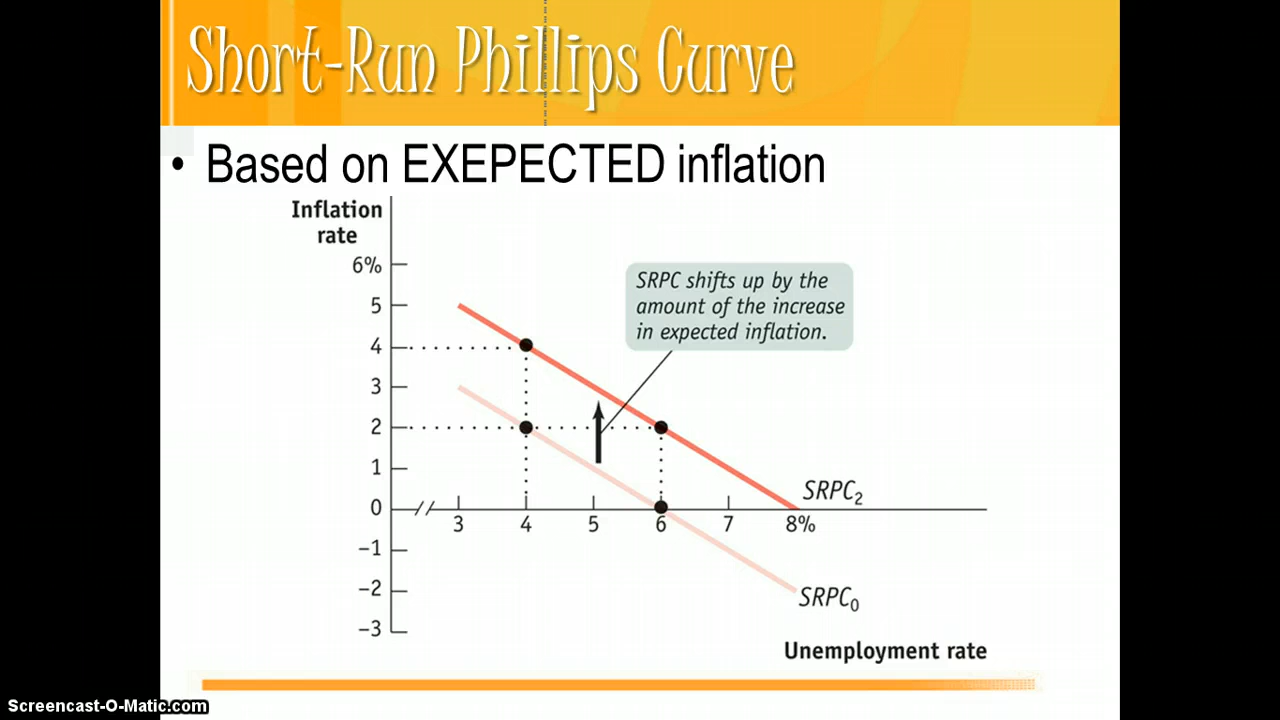 Short-Run Phillips Curve
• Based on EXEPECTED inflation
Inflation
rate
6%
5
4
3
2
1
0
−1
−2
−3
SRPC shifts up by the
amount of the increase
in expected inflation.
SRPC₂
3 4 5 6 7 8%
SRPC₀
Unemployment rate
Screencast-O-Matic.com